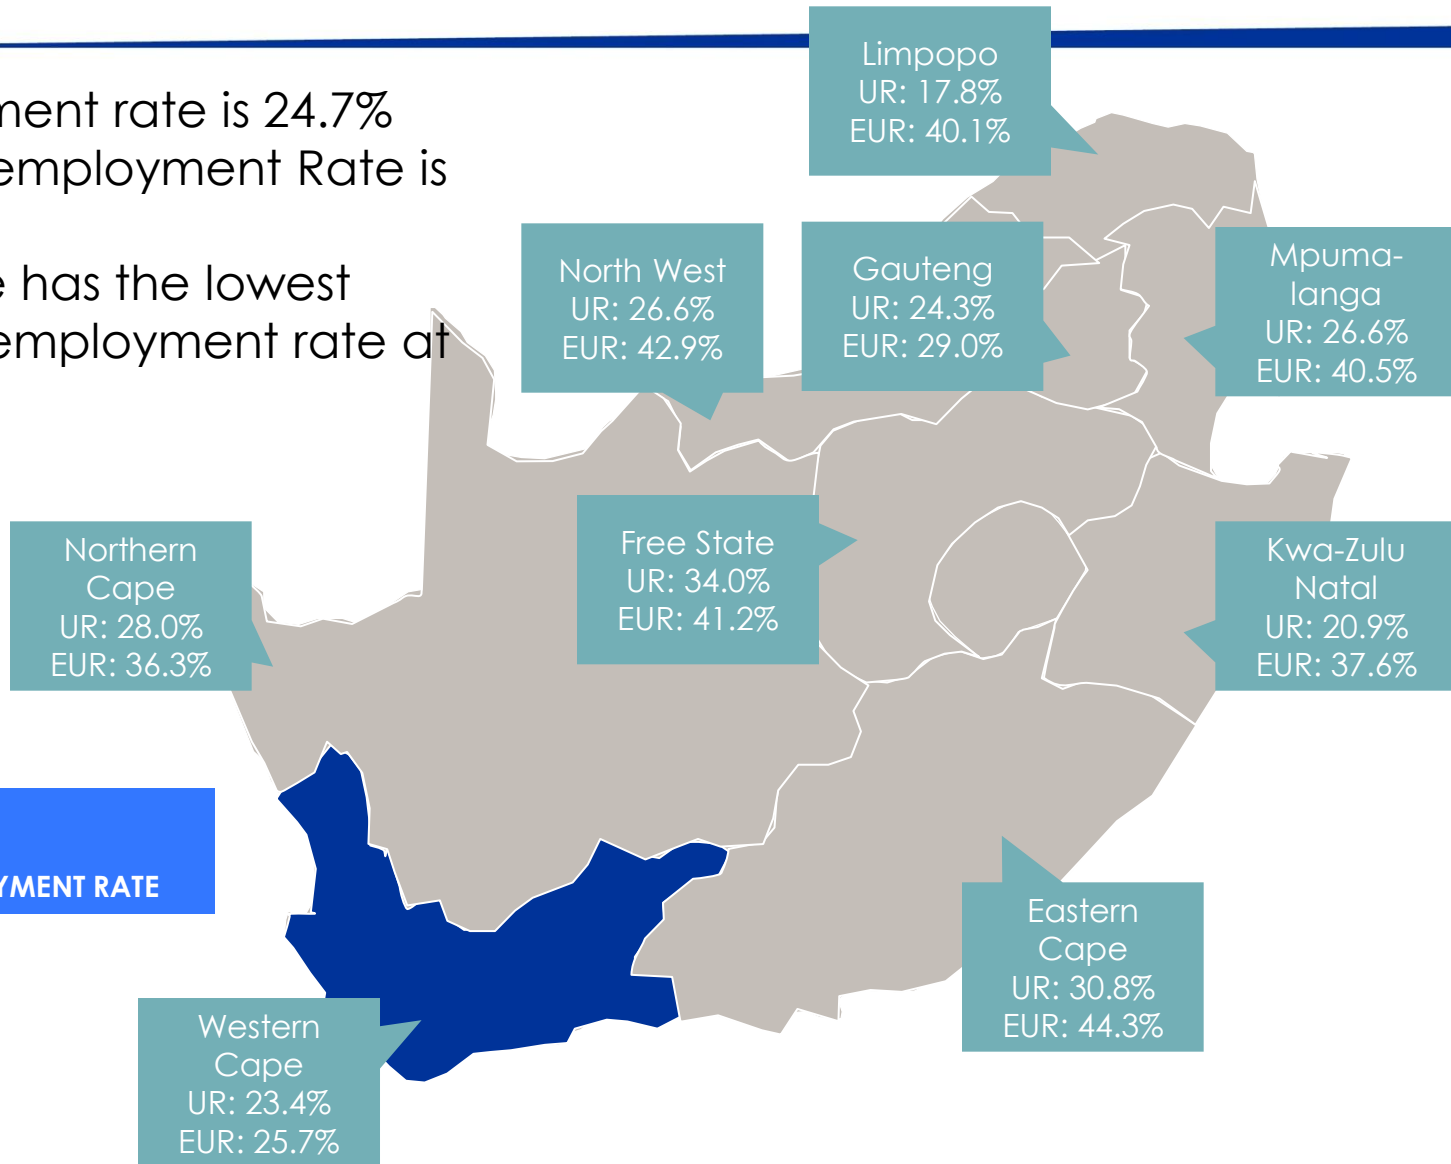 ment rate is 24.7%
employment Rate is
e has the lowest
employment rate at
Limpopo
UR: 17.8%
EUR: 40.1%
North West
UR: 26.6%
EUR: 42.9%
Gauteng
UR: 24.3%
EUR: 29.0%
Mpuma-
langa
UR: 26.6%
EUR: 40.5%
Free State
UR: 34.0%
EUR: 41.2%
Northern
Cape
UR: 28.0%
EUR: 36.3%
Kwa-Zulu
Natal
UR: 20.9%
EUR: 37.6%
YMENT RATE
Eastern
Cape
UR: 30.8%
EUR: 44.3%
Western
Cape
UR: 23.4%
EUR: 25.7%